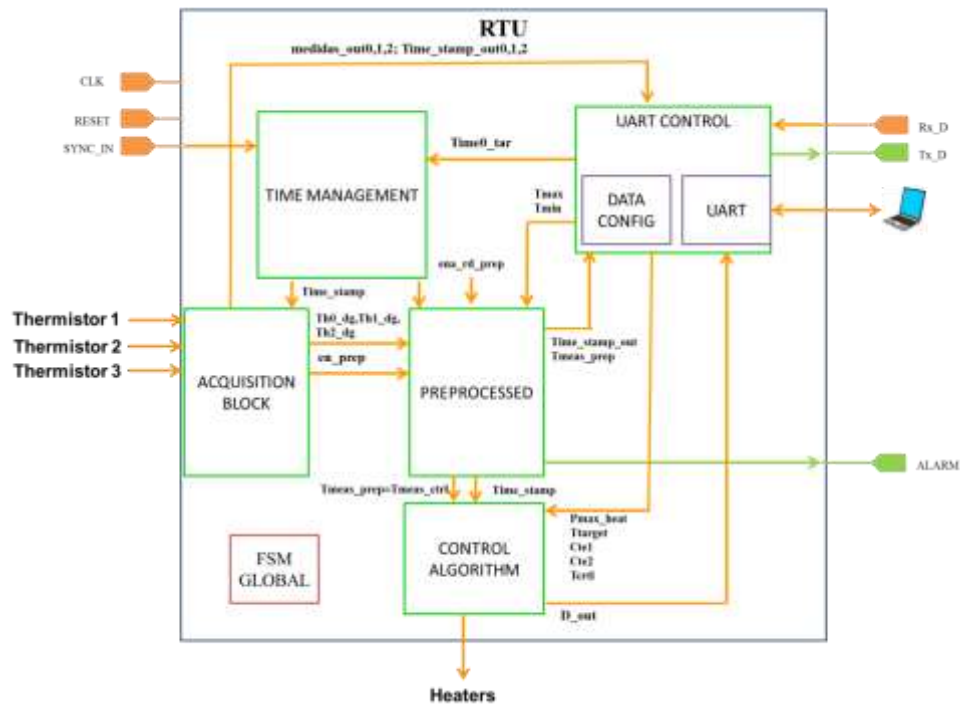 RTU
medidas_out0,1,2; Time_stamp_out0,1,2
CLK
RESET
SYNC_IN
TIME MANAGEMENT
Time0_tar
UART CONTROL
DATA
CONFIG
UART
Rx_D
Tx_D
Tmax
Tmin
ena_rd_prep
Time_stamp
Thermistor 1
Thermistor 2
Thermistor 3
Th0_dg,Th1_dg,
Th2_dg
en_prep
ACQUISITION
BLOCK
PREPROCESSED
Time_stamp_out
Tmeas_prep
ALARM
Tmeas_prep=Tmeas_ctrl
Time_stamp
FSM
GLOBAL
CONTROL
ALGORITHM
Pmax_heat
Ttarget
Cte1
Cte2
D_out
Heaters